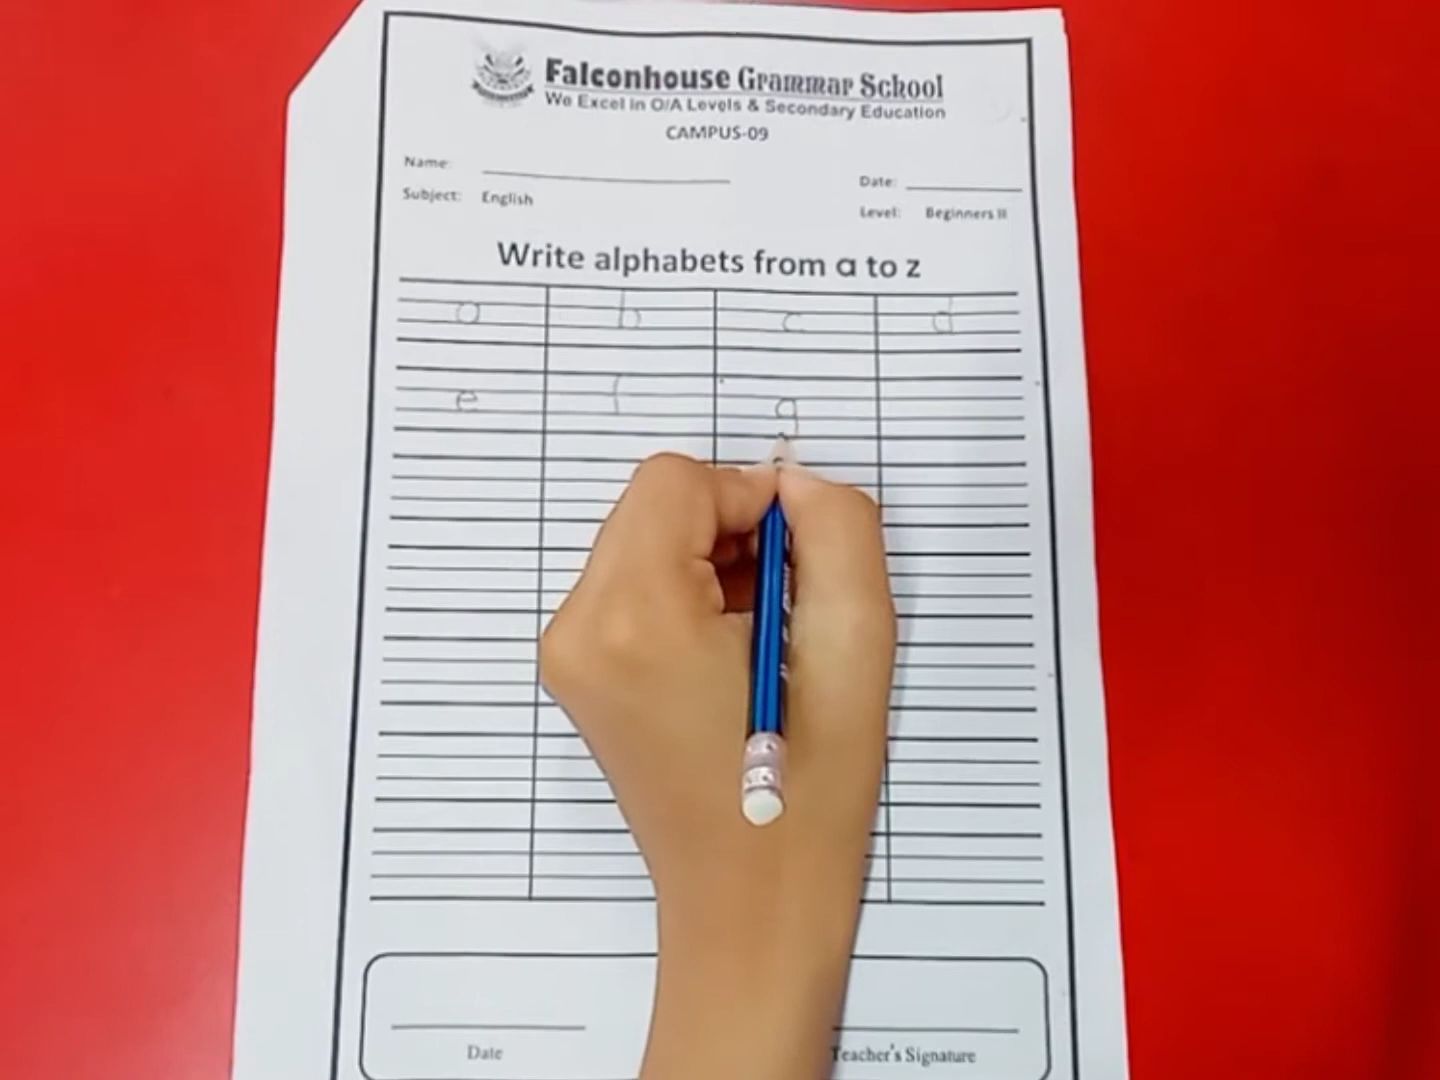 Falconhouse Grammar School
We Excel in O/A Levels & Secondary Education
CAMPUS-09
Name:
Date:
Subject: English
Level: Beginners II
Write alphabets from a to z
a b c d
e f g
Date
Teacher's Signature